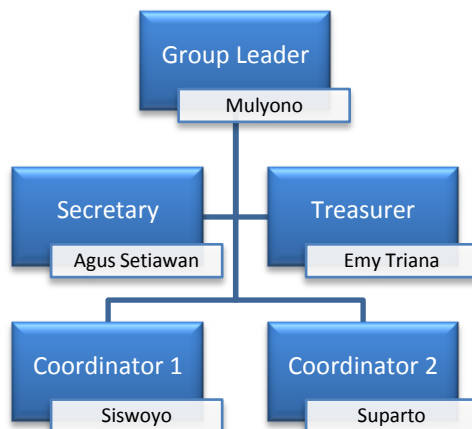 Group Leader
Mulyono
Secretary
Agus Setiawan
Treasurer
Emy Triana
Coordinator 1
Siswoyo
Coordinator 2
Suparto